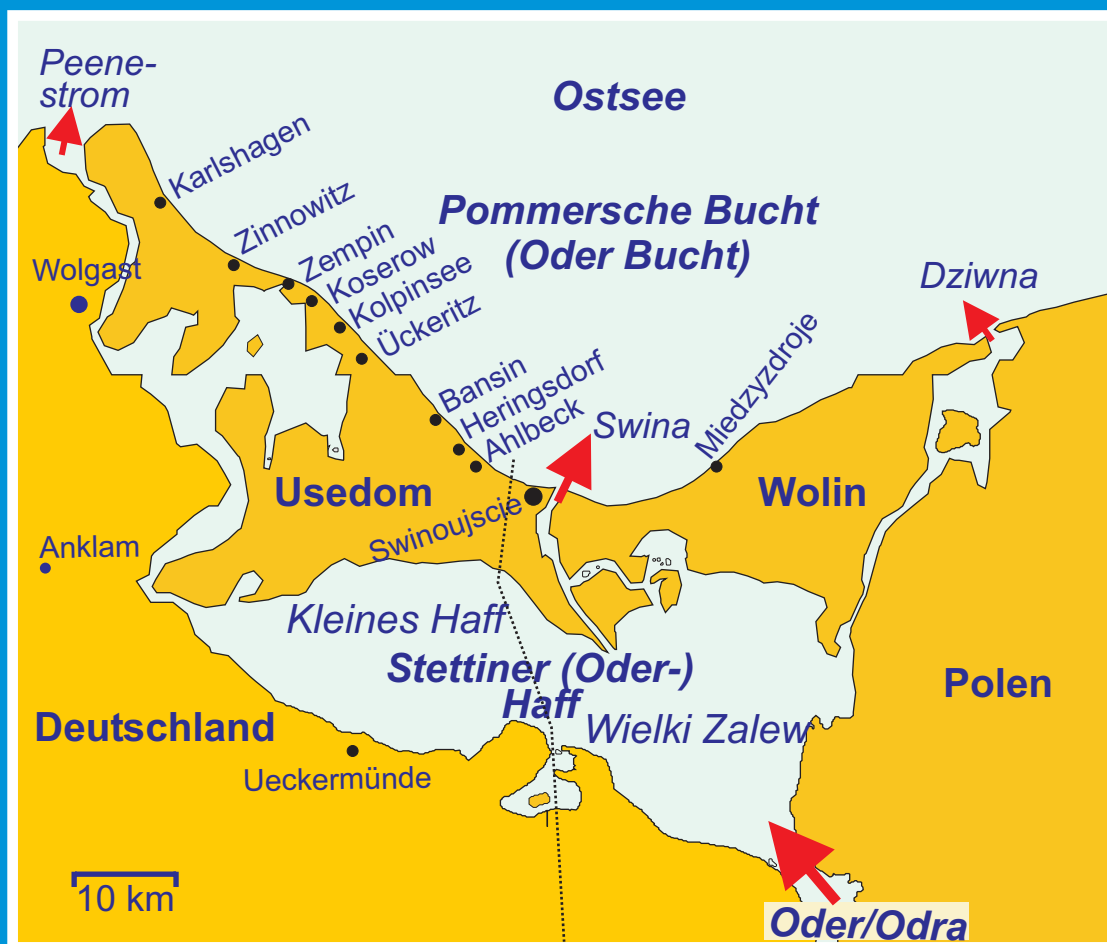 Peene-
strom
Ostsee
Karlshagen
Zinnowitz
Pommersche Bucht
(Oder Bucht)
Zempin
Koserow
Kolpinsee
Ückeritz
Wolgast
Dziwna
Bansin
Heringsdorf
Ahlbeck
Swina
Miedzyzdroje
Usedom
Wolin
Swinoujscie
Anklam
Kleines Haff
Stettiner (Oder-)
Haff
Wielki Zalew
Polen
Deutschland
Ueckermünde
10 km
Oder/Odra